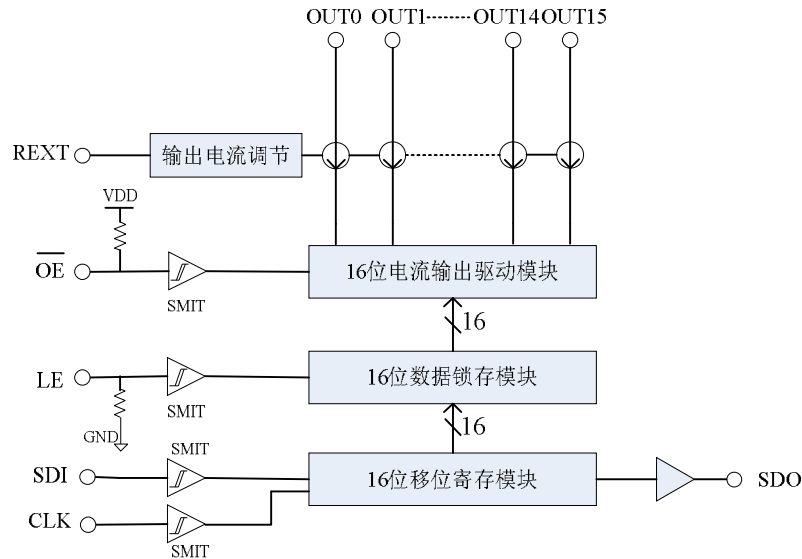 OUT0 OUT1 OUT14 OUT15
REXT
输出电流调节
VDD
OE
SMIT
16位电流输出驱动模块
16
LE
SMIT
16位数据锁存模块
GND
16
SMIT
SDI
16位移位寄存模块
SDO
CLK
SMIT